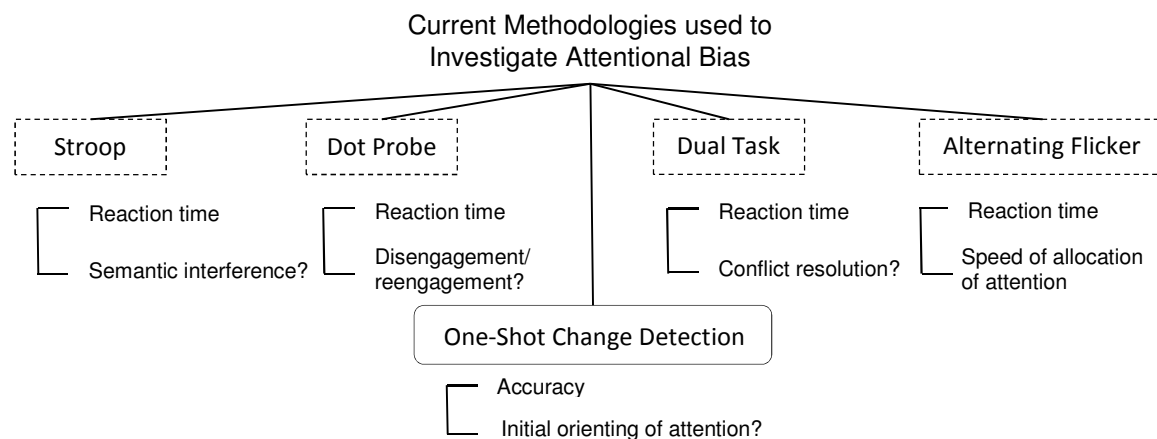 Current Methodologies used to
Investigate Attentional Bias
Stroop
Dot Probe
Dual Task
Alternating Flicker
Reaction time
Reaction time
Reaction time
Reaction time
Semantic interference?
Disengagement/
reengagement?
Conflict resolution?
Speed of allocation
of attention
One-Shot Change Detection
Accuracy
Initial orienting of attention?